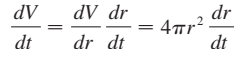 dV/dt = dV/dr dr/dt = 4πr² dr/dt